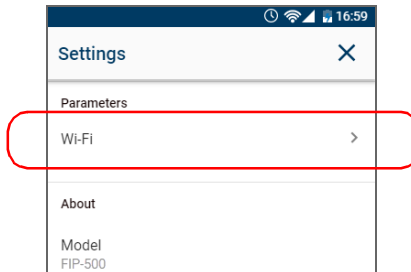 16:59
Settings
Parameters
Wi-Fi
About
Model
FIP-500